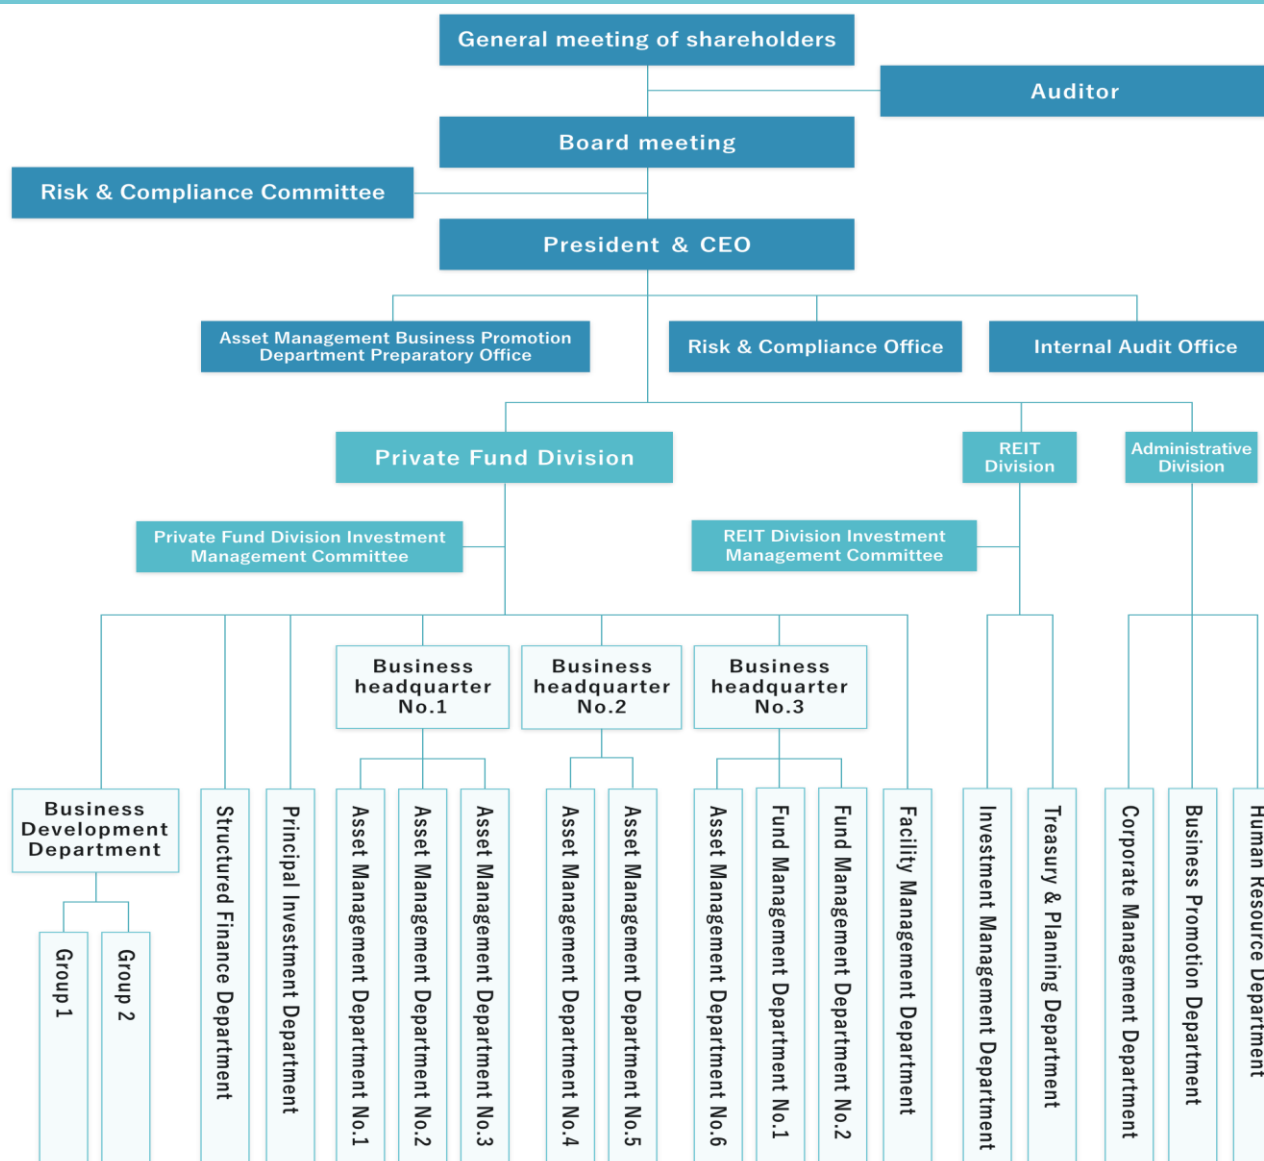 General meeting of shareholders
Auditor
Board meeting
Risk & Compliance Committee
President & CEO
Asset Management Business Promotion
Department Preparatory Office
Risk & Compliance Office
Internal Audit Office
Private Fund Division
REIT
Division
Administrative
Division
Private Fund Division Investment
Management Committee
REIT Division Investment
Management Committee
Business
headquarter
No.1
Business
headquarter
No.2
Business
headquarter
No.3
Business
Development
Department
Group 1
Group 2
Structured Finance Department
Principal Investment Department
Asset Management Department No.1
Asset Management Department No.2
Asset Management Department No.3
Asset Management Department No.4
Asset Management Department No.5
Asset Management Department No.6
Fund Management Department No.1
Fund Management Department No.2
Facility Management Department
Investment Management Department
Treasury & Planning Department
Corporate Management Department
Business Promotion Department
Human Resource Department